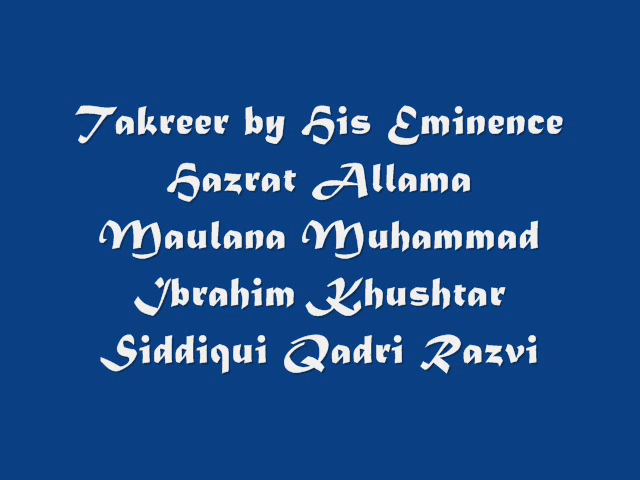 Takreer by His Eminence
Hazrat Allama
Maulana Muhammad
Ibrahim Khushtar
Siddiqui Qadri Razvi